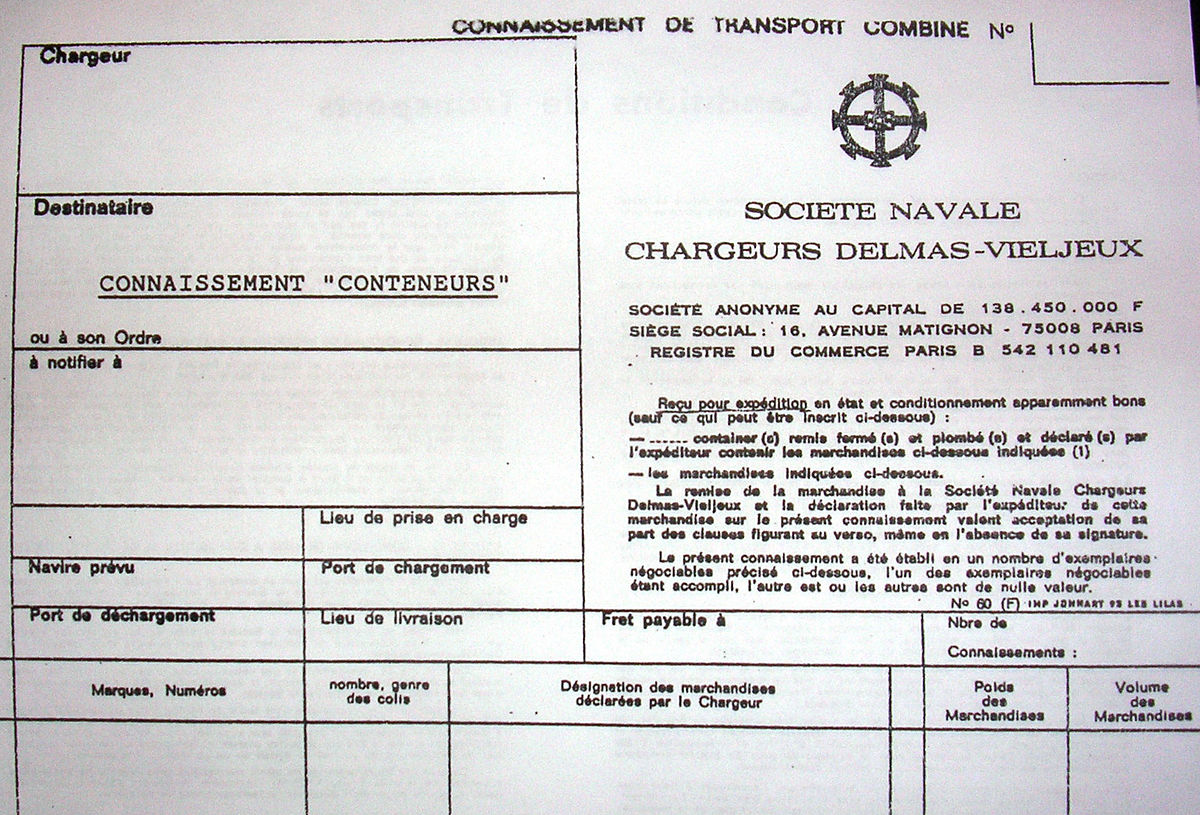 CONNAISSEMENT DE TRANSPORT COMBINE Nº
Chargeur
Destinataire
CONNAISSEMENT "CONTENEURS"
ou à son Ordre
à notifier à
SOCIETE NAVALE
CHARGEURS DELMAS-VIELJEUX
SOCIÉTÉ ANONYME AU CAPITAL DE 138.450.000 F
SIÈGE SOCIAL: 16, AVENUE MATIGNON - 75008 PARIS
REGISTRE DU COMMERCE PARIS B 542 110 481
Reçu pour expédition en état et conditionnement apparemment bons
(sauf ce qui peut être inscrit ci-dessous) :
— ...... container (s) remis fermé (s) et plombé (s) et déclaré (s) par
l'expéditeur contenir les marchandises ci-dessous indiquées (1)
— les marchandises indiquées ci-dessous.
La remise de la marchandise à la Société Navale Chargeurs
Delmas-Vieljeux et la déclaration faite par l'expéditeur de cette
marchandise sur le présent connaissement valent acceptation de sa
part des clauses figurant au verso, même en l'absence de sa signature.
Le présent connaissement a été établi en un nombre d'exemplaires
négociables précisé ci-dessous, l'un des exemplaires négociables
étant accompli, l'autre est ou les autres sont de nulle valeur.
Nº 60 (F) - IMP JONNART 93 LES LILAS
Lieu de prise en charge
Navire prévu
Port de chargement
Port de déchargement
Lieu de livraison
Fret payable à
Nbre de
Connaissements :
Marques, Numéros
nombre, genre
des colis
Désignation des marchandises
déclarées par le Chargeur
Poids
des
Marchandises
Volume
des
Marchandises